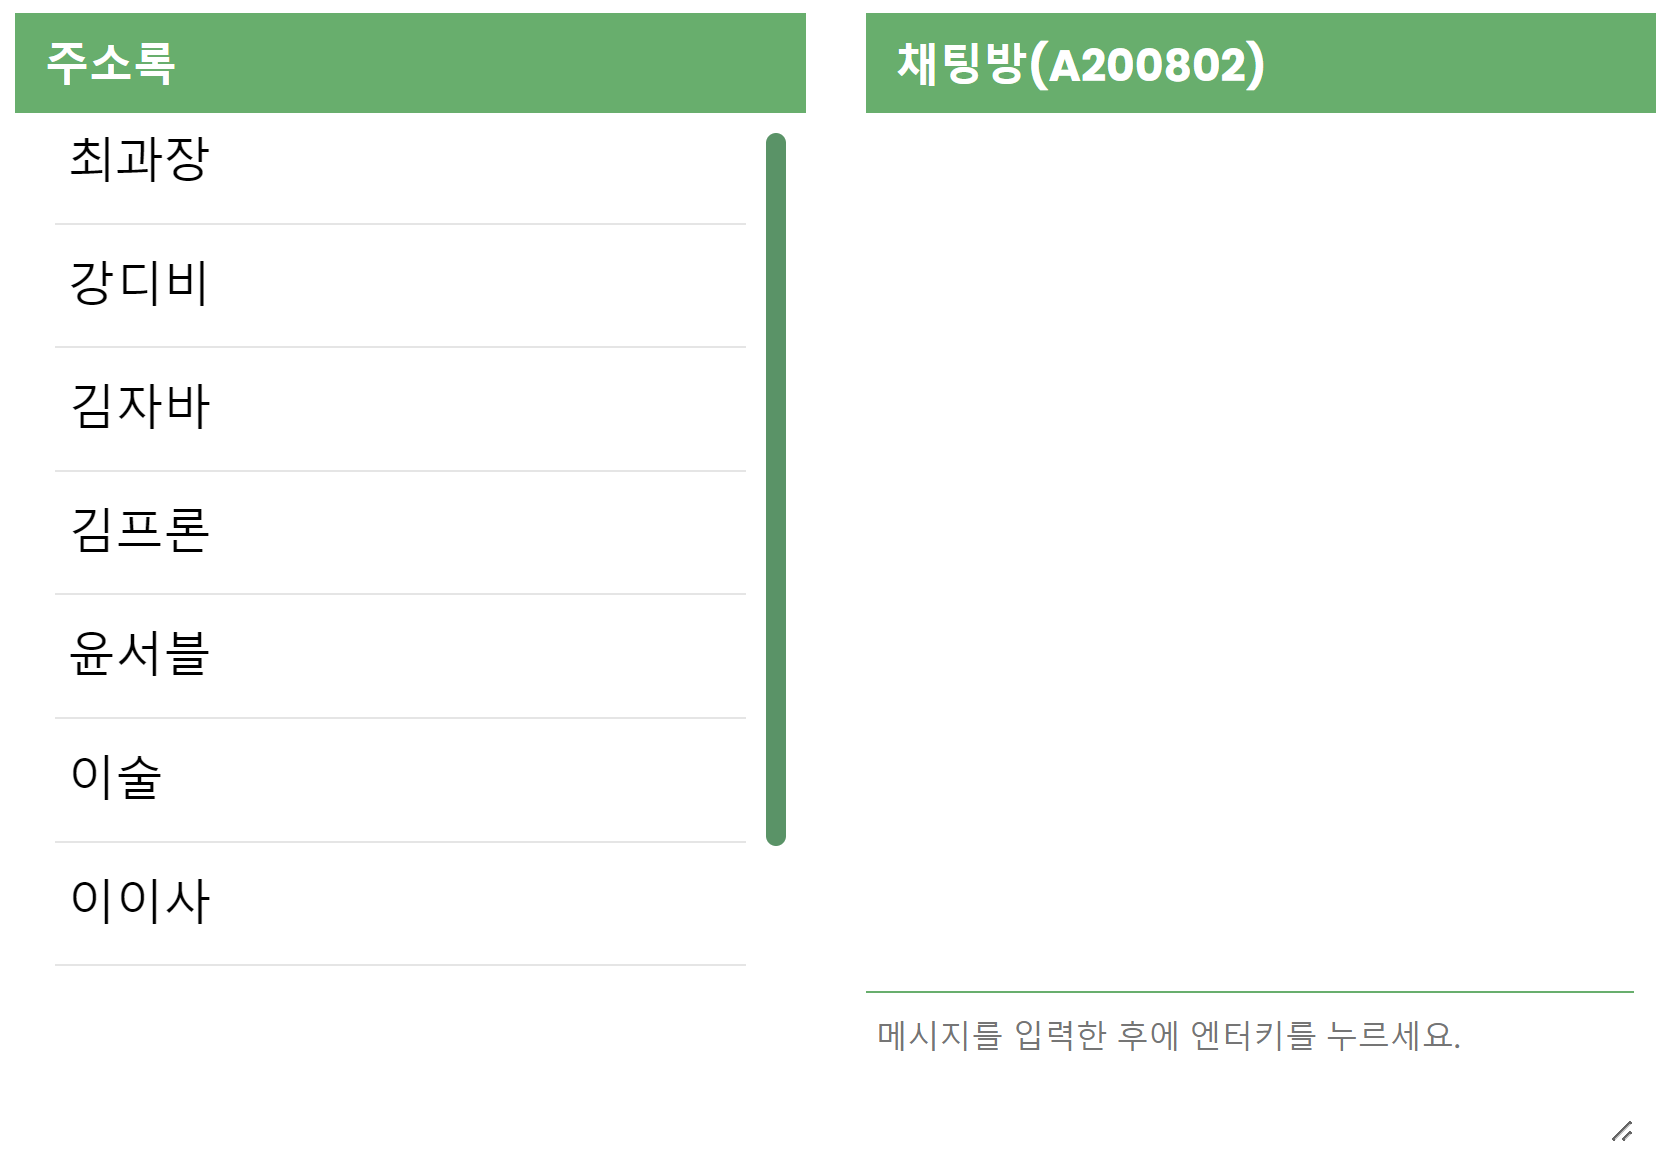 주소록
최과장
강디비
김자바
김프론
윤서블
이술
이이사
채팅방(A200802)
메시지를 입력한 후에 엔터키를 누르세요.